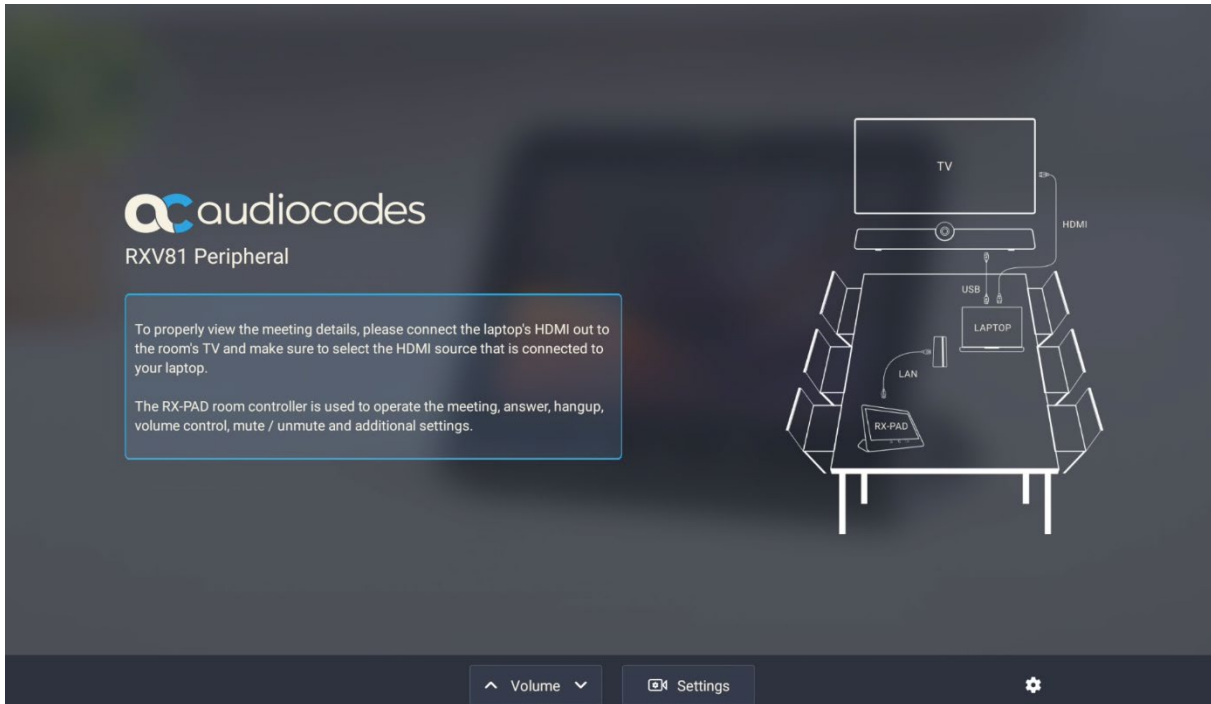 audiocodes
RXV81 Peripheral
To properly view the meeting details, please connect the laptop's HDMI out to
the room's TV and make sure to select the HDMI source that is connected to
your laptop.
The RX-PAD room controller is used to operate the meeting, answer, hangup,
volume control, mute / unmute and additional settings.
TV
HDMI
USB
LAPTOP
LAN
RX-PAD
Volume
Settings